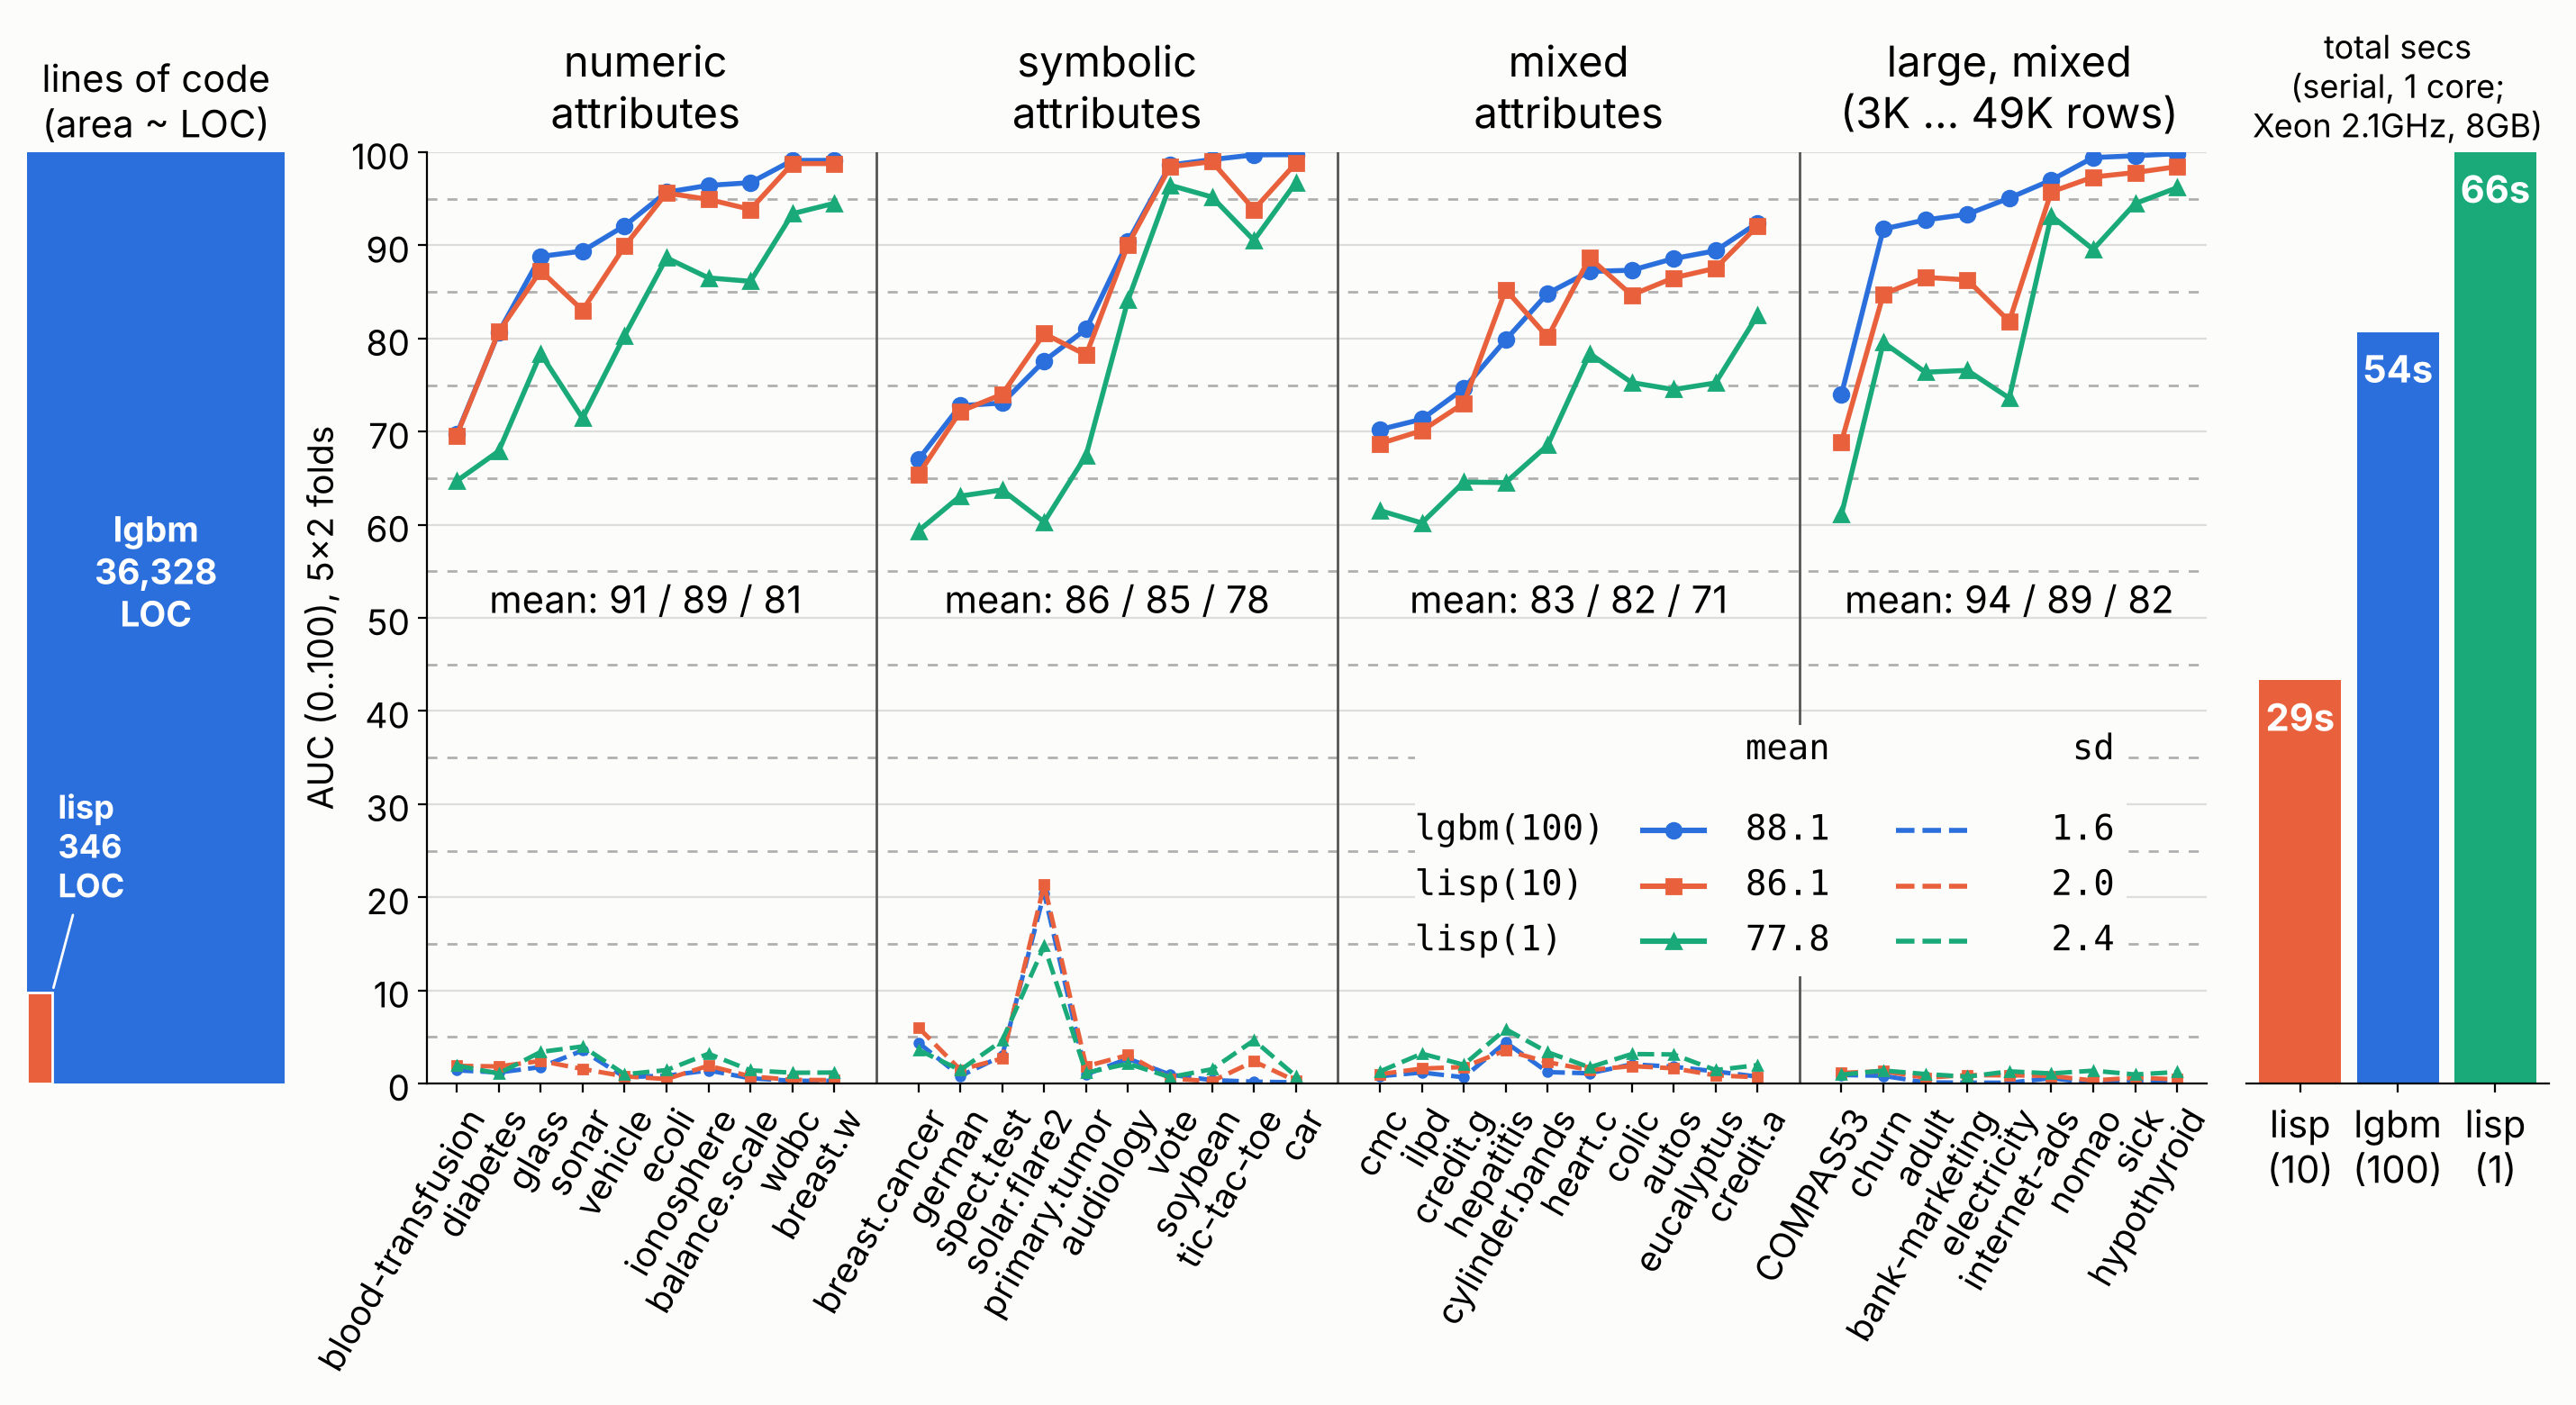 lines of code
(area ~ LOC)
lgbm
36,328
LOC
lisp
346
LOC
numeric
attributes
symbolic
attributes
mixed
attributes
large, mixed
(3K ... 49K rows)
total secs
(serial, 1 core;
Xeon 2.1GHz, 8GB)
AUC (0..100), 5×2 folds
100
90
80
70
60
50
40
30
20
10
0
mean: 91 / 89 / 81
mean: 86 / 85 / 78
mean: 83 / 82 / 71
mean: 94 / 89 / 82
mean sd
lgbm(100) 88.1 1.6
lisp(10) 86.1 2.0
lisp(1) 77.8 2.4
blood-transfusion
diabetes
glass
sonar
vehicle
ecoli
ionosphere
balance.scale
wdbc
breast.w
breast.cancer
german
spect.test
solar.flare2
primary.tumor
audiology
vote
soybean
tic-tac-toe
car
cmc
ilpd
credit.g
hepatitis
cylinder.bands
heart.c
colic
autos
eucalyptus
credit.a
COMPAS53
churn
adult
bank-marketing
electricity
internet-ads
nomao
sick
hypothyroid
29s
54s
66s
lisp
(10)
lgbm
(100)
lisp
(1)